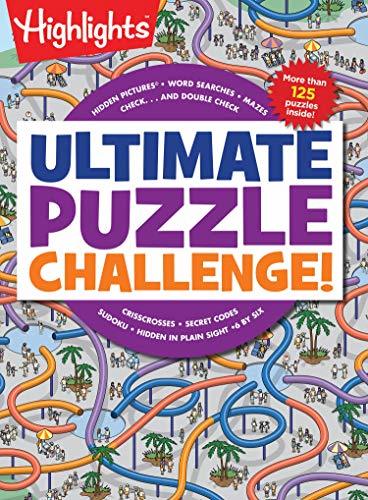 Highlights™
HIDDEN PICTURES® • WORD SEARCHES • MAZES
CHECK. . . AND DOUBLE CHECK
More than
125
puzzles
inside!
ULTIMATE
PUZZLE
CHALLENGE!
CRISSCROSSES • SECRET CODES
SUDOKU • HIDDEN IN PLAIN SIGHT • 6 BY SIX